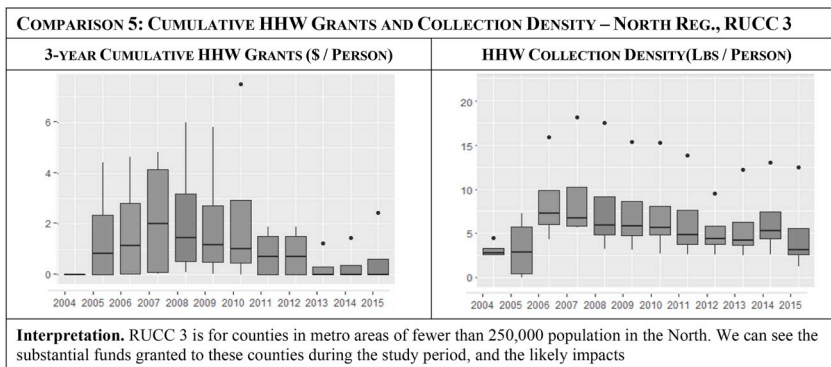 COMPARISON 5: CUMULATIVE HHW GRANTS AND COLLECTION DENSITY – NORTH REG., RUCC 3
3-YEAR CUMULATIVE HHW GRANTS ($ / PERSON)
6
4
2
0
2004 2005 2006 2007 2008 2009 2010 2011 2012 2013 2014 2015
HHW COLLECTION DENSITY(LBS / PERSON)
20
15
10
5
0
2004 2005 2006 2007 2008 2009 2010 2011 2012 2013 2014 2015
Interpretation. RUCC 3 is for counties in metro areas of fewer than 250,000 population in the North. We can see the
substantial funds granted to these counties during the study period, and the likely impacts